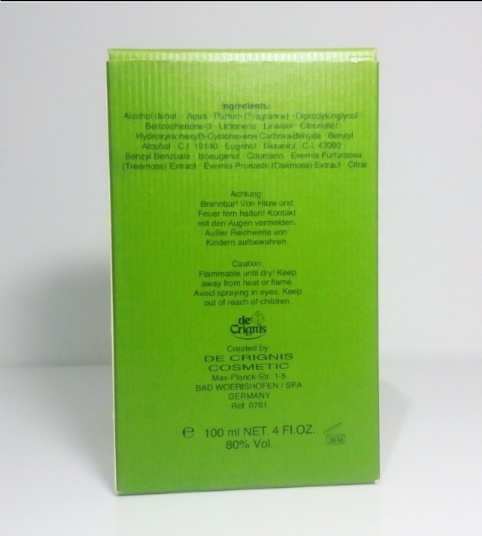 Ingredients:
Alcohol denat. · Aqua · Parfum (Fragrance) · Dipropylenglycol
Benzophenone-3 · Limonene · Linalool · Citronellol
Hydroxyisohexyl3-Cyclohexene Carboxaldehyde · Benzyl
Alcohol · C.I. 19140 · Eugenol · Geraniol · C.I. 42090
Benzyl Benzoate · Isoeugenol · Coumarin · Evernia Furfuracea
(Treemoss) Extract · Evernia Prunastri (Oakmoss) Extract · Citral
Achtung:
Brennbar! Von Hitze und
Feuer fern halten! Kontakt
mit den Augen vermeiden.
Außer Reichweite von
Kindern aufbewahren.
Caution:
Flammable until dry! Keep
away from heat or flame.
Avoid spraying in eyes. Keep
out of reach of children.
de
Crignis
Created by:
DE CRIGNIS
COSMETIC
Max-Planck-Str. 1-5
BAD WOERISHOFEN / SPA
GERMANY
Ref. 0761
℮ 100 ml NET. 4 Fl.OZ.
80% Vol.